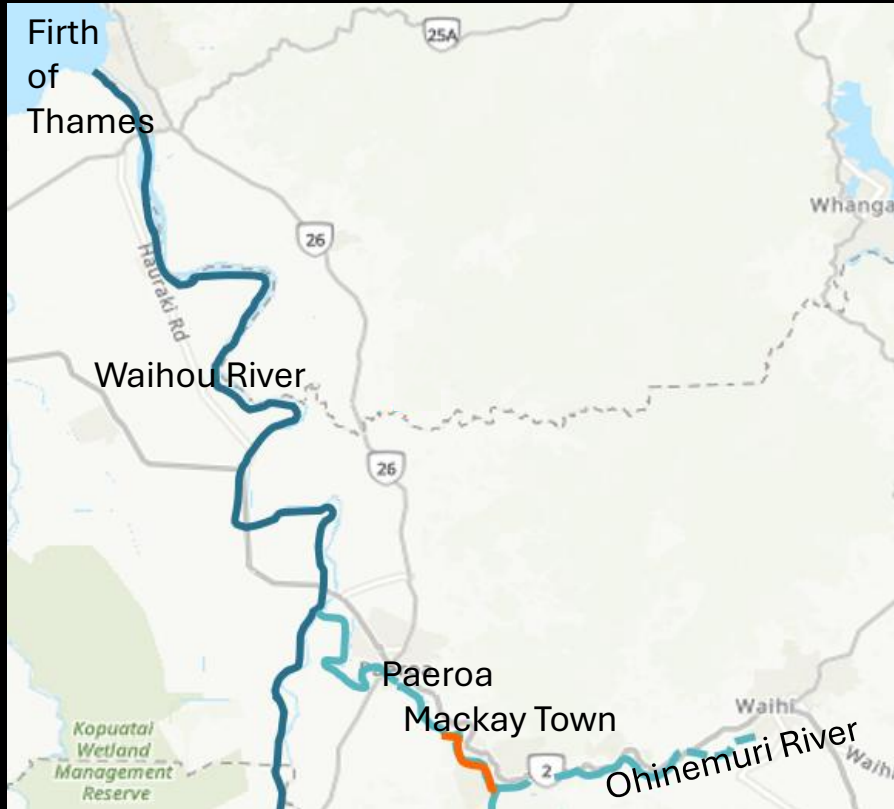 Firth
of
Thames
25A
Whanga
26
Hauraki Rd
Waihou River
26
Paeroa
Mackay Town
Waihi
Kopuatai
Wetland
Management
Reserve
2
Ohinemuri River
Waihi